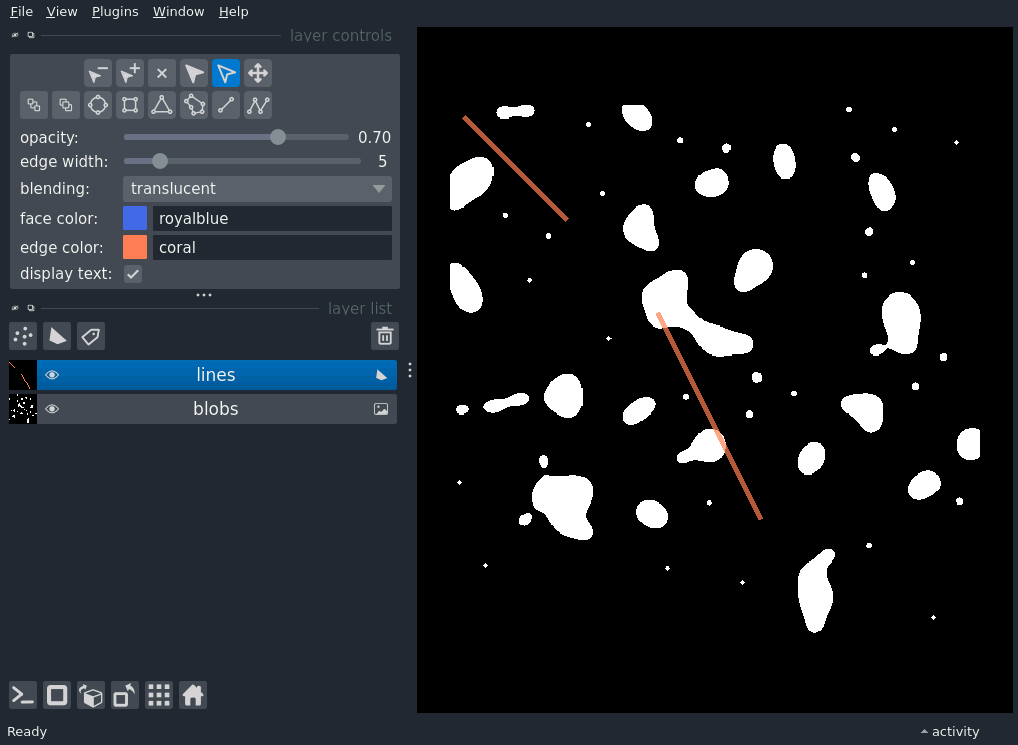 File View Plugins Window Help
layer controls
opacity: 0.70
edge width: 5
blending: translucent
face color: royalblue
edge color: coral
display text:
layer list
lines
blobs
Ready
activity